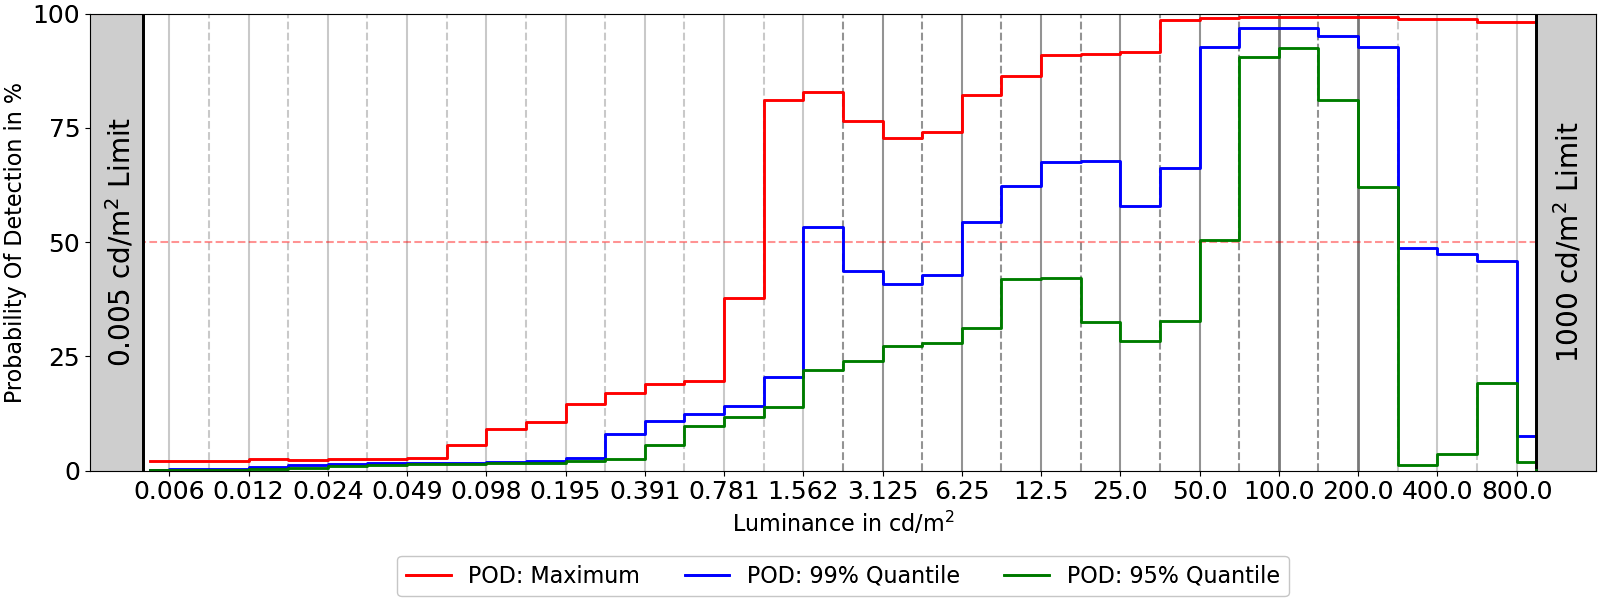 Probability Of Detection in %
100
75
50
25
0
0.005 cd/m² Limit
1000 cd/m² Limit
0.006 0.012 0.024 0.049 0.098 0.195 0.391 0.781 1.562 3.125 6.25 12.5 25.0 50.0 100.0 200.0 400.0 800.0
Luminance in cd/m²
POD: Maximum POD: 99% Quantile POD: 95% Quantile